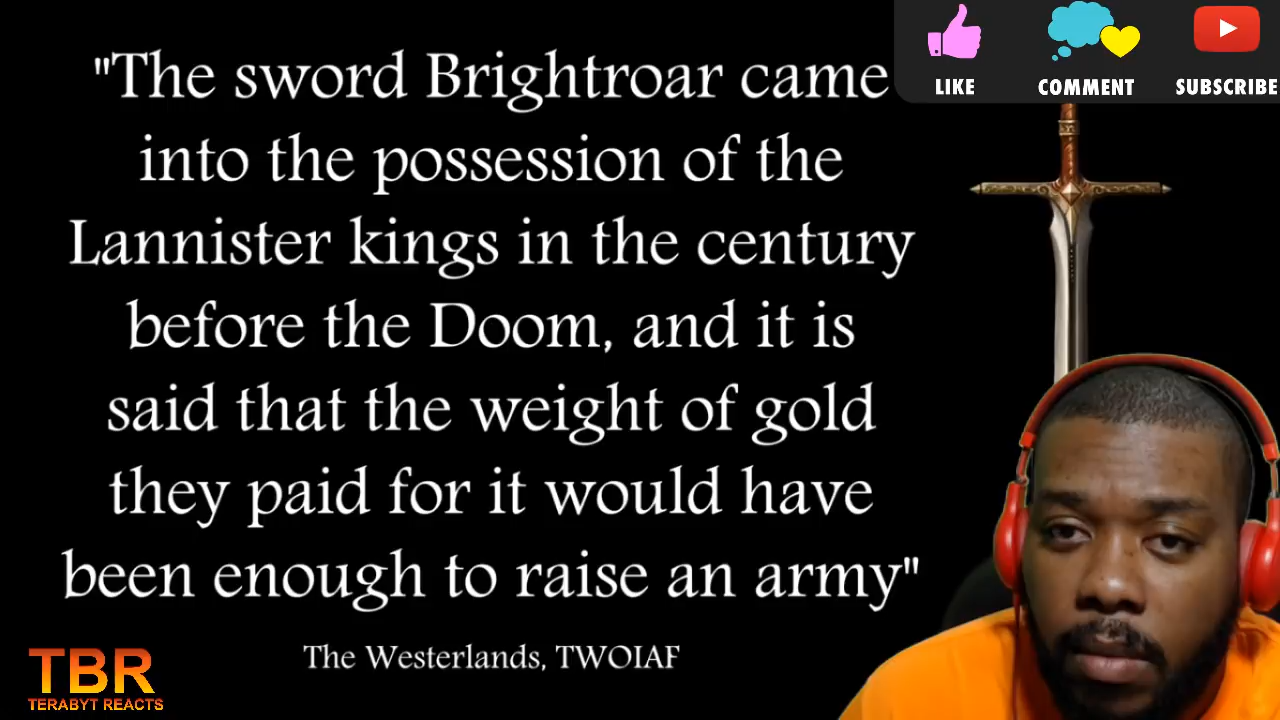 "The sword Brightroar came
into the possession of the
Lannister kings in the century
before the Doom, and it is
said that the weight of gold
they paid for it would have
been enough to raise an army"
The Westerlands, TWOIAF
LIKE
COMMENT
SUBSCRIBE
TBR
TERABYT REACTS